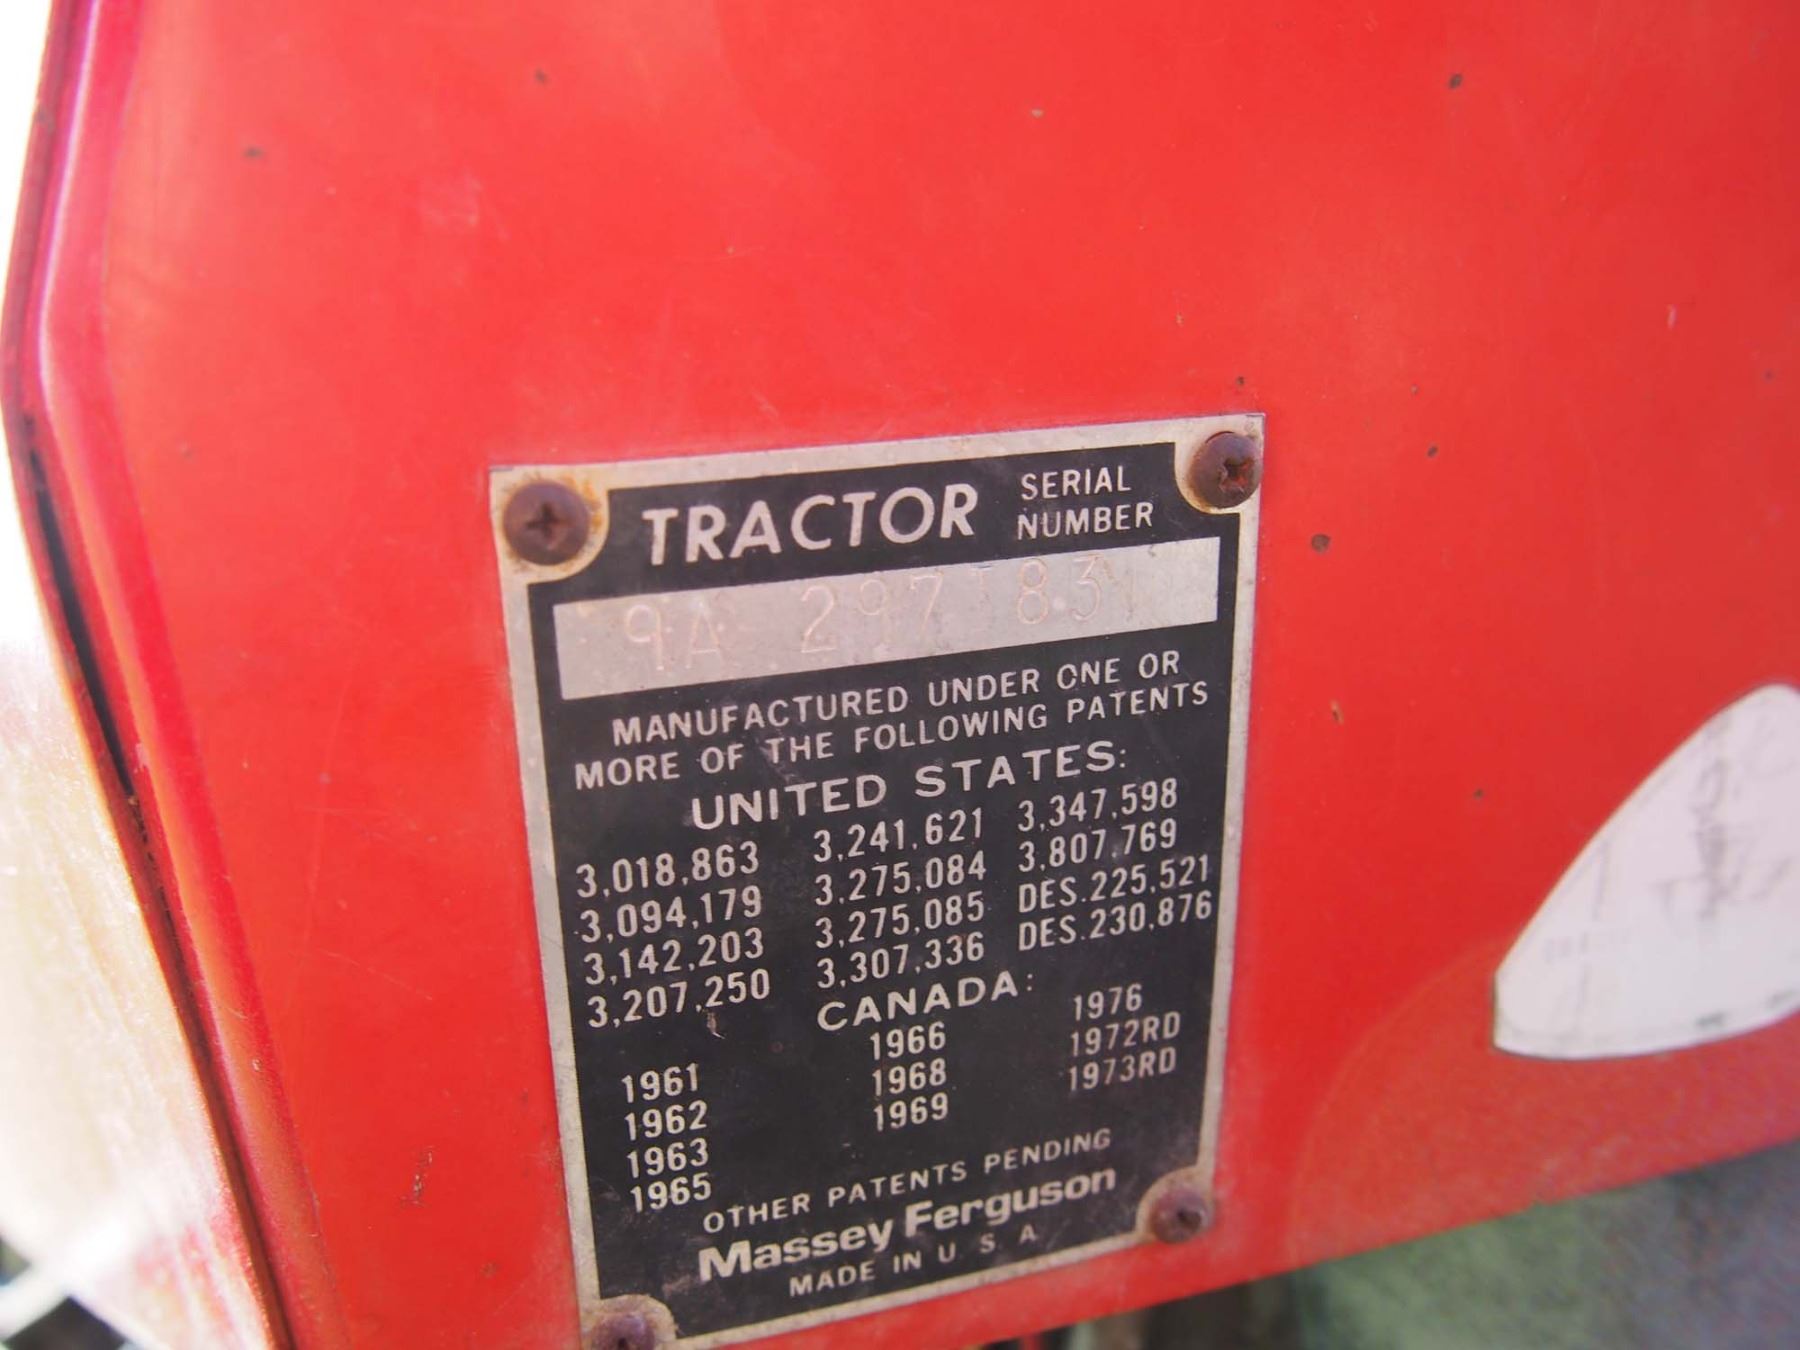 TRACTOR SERIAL NUMBER
9A 297 83
MANUFACTURED UNDER ONE OR
MORE OF THE FOLLOWING PATENTS
UNITED STATES:
3,018,863 3,241,621 3,347,598
3,094,179 3,275,084 3,807,769
3,142,203 3,275,085 DES.225,521
3,207,250 3,307,336 DES.230,876
CANADA:
1961 1966 1976
1962 1968 1972RD
1963 1969 1973RD
1965
OTHER PATENTS PENDING
Massey Ferguson
MADE IN U S A